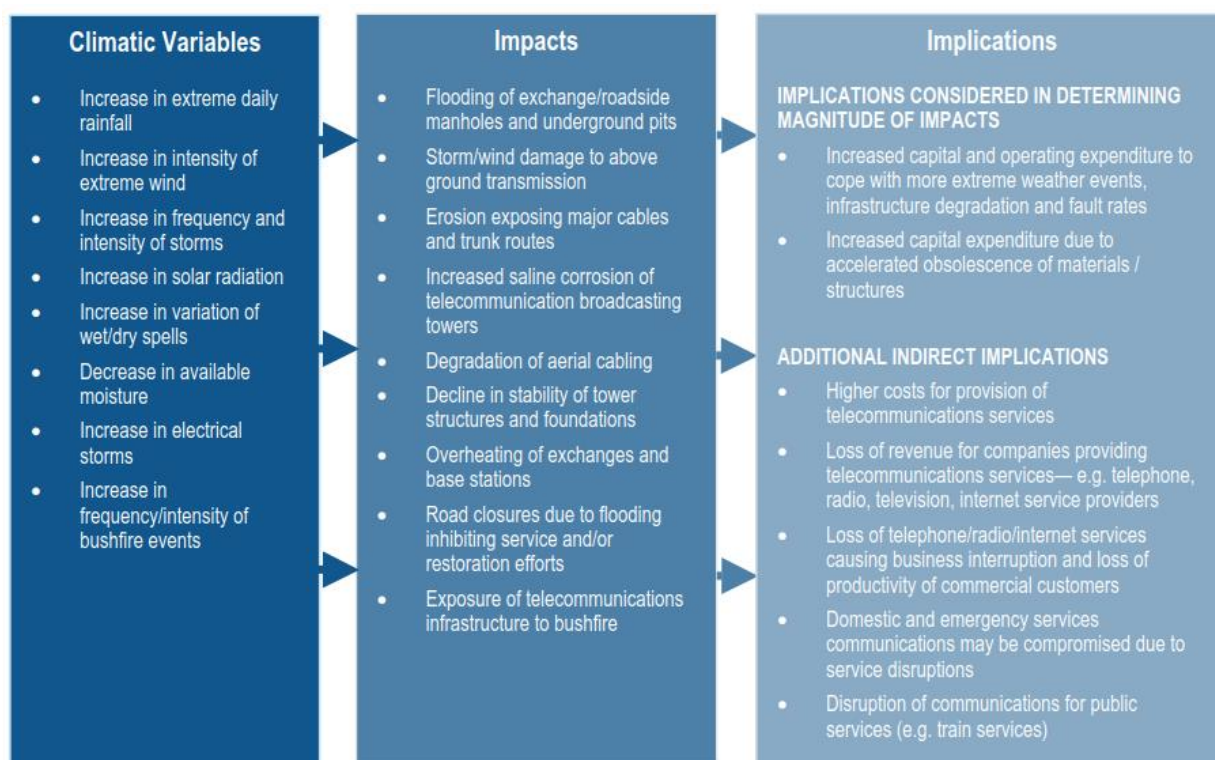 Climatic Variables
• Increase in extreme daily
rainfall
• Increase in intensity of
extreme wind
• Increase in frequency and
intensity of storms
• Increase in solar radiation
• Increase in variation of
wet/dry spells
• Decrease in available
moisture
• Increase in electrical
storms
• Increase in
frequency/intensity of
bushfire events
Impacts
• Flooding of exchange/roadside
manholes and underground pits
• Storm/wind damage to above
ground transmission
• Erosion exposing major cables
and trunk routes
• Increased saline corrosion of
telecommunication broadcasting
towers
• Degradation of aerial cabling
• Decline in stability of tower
structures and foundations
• Overheating of exchanges and
base stations
• Road closures due to flooding
inhibiting service and/or
restoration efforts
• Exposure of telecommunications
infrastructure to bushfire
Implications
IMPLICATIONS CONSIDERED IN DETERMINING
MAGNITUDE OF IMPACTS
• Increased capital and operating expenditure to
cope with more extreme weather events,
infrastructure degradation and fault rates
• Increased capital expenditure due to
accelerated obsolescence of materials /
structures
ADDITIONAL INDIRECT IMPLICATIONS
• Higher costs for provision of
telecommunications services
• Loss of revenue for companies providing
telecommunications services— e.g. telephone,
radio, television, internet service providers
• Loss of telephone/radio/internet services
causing business interruption and loss of
productivity of commercial customers
• Domestic and emergency services
communications may be compromised due to
service disruptions
• Disruption of communications for public
services (e.g. train services)